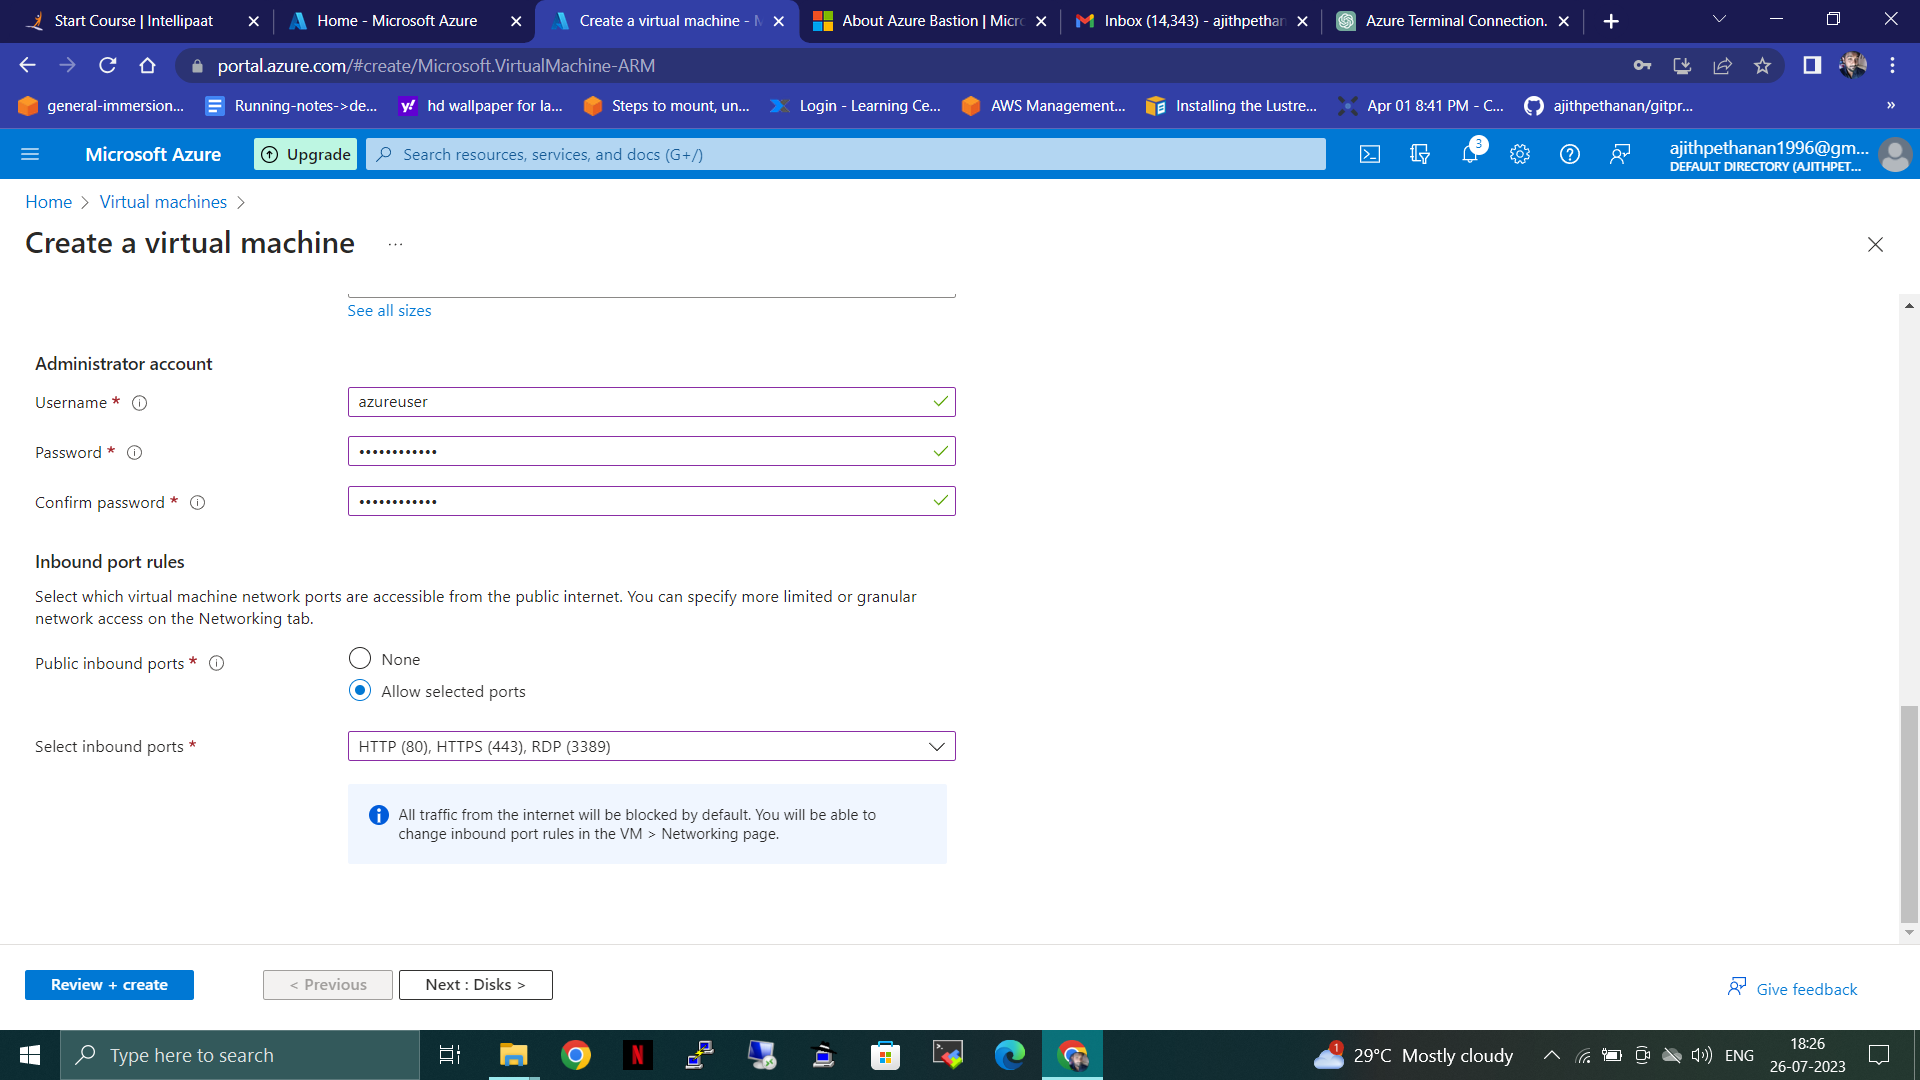 Start Course | Intellipaat
Home - Microsoft Azure
Create a virtual machine - M
About Azure Bastion | Micro
Inbox (14,343) - ajithpethan
Azure Terminal Connection.
portal.azure.com/#create/Microsoft.VirtualMachine-ARM
general-immersion...
Running-notes->de...
hd wallpaper for la...
Steps to mount, un...
Login - Learning Ce...
AWS Management...
Installing the Lustre...
Apr 01 8:41 PM - C...
ajithpethanan/gitpr...
»
Microsoft Azure
Upgrade
Search resources, services, and docs (G+/)
3
ajithpethanan1996@gm...
DEFAULT DIRECTORY (AJITHPET...
Home > Virtual machines >
Create a virtual machine ...
See all sizes
Administrator account
Username *
azureuser
Password *
••••••••••••
Confirm password *
••••••••••••
Inbound port rules
Select which virtual machine network ports are accessible from the public internet. You can specify more limited or granular
network access on the Networking tab.
Public inbound ports *
None
Allow selected ports
Select inbound ports *
HTTP (80), HTTPS (443), RDP (3389)
All traffic from the internet will be blocked by default. You will be able to
change inbound port rules in the VM > Networking page.
Review + create
< Previous
Next : Disks >
Give feedback
Type here to search
1
29°C Mostly cloudy
ENG
18:26
26-07-2023